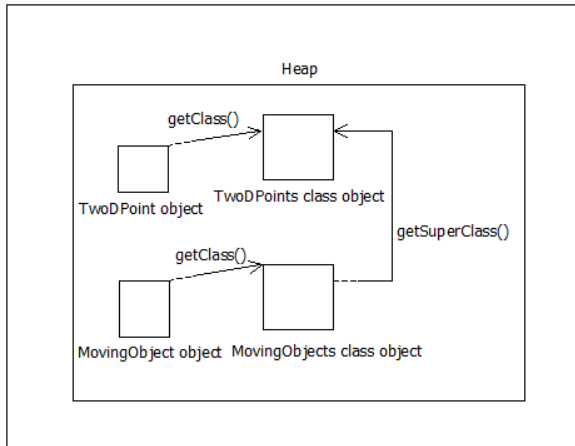 Heap
getClass()
TwoDPoint object
TwoDPoints class object
getSuperClass()
getClass()
MovingObject object
MovingObjects class object